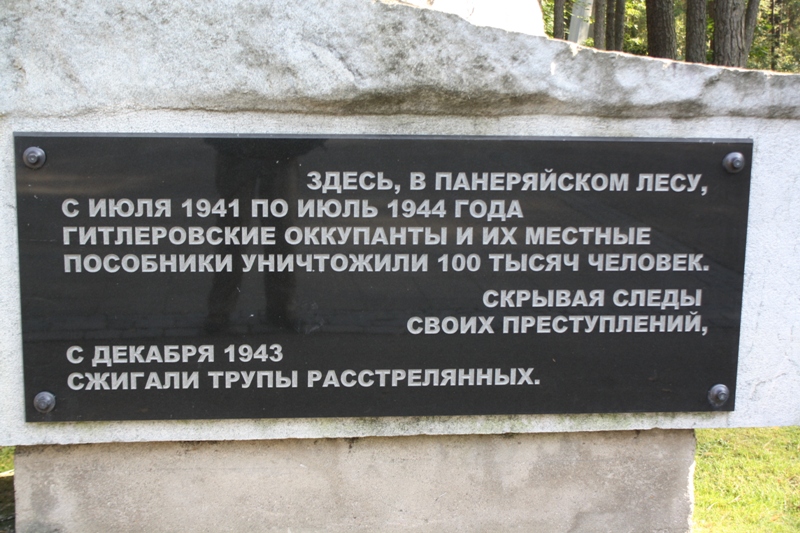 ЗДЕСЬ, В ПАНЕРЯЙСКОМ ЛЕСУ,
С ИЮЛЯ 1941 ПО ИЮЛЬ 1944 ГОДА
ГИТЛЕРОВСКИЕ ОККУПАНТЫ И ИХ МЕСТНЫЕ
ПОСОБНИКИ УНИЧТОЖИЛИ 100 ТЫСЯЧ ЧЕЛОВЕК.
СКРЫВАЯ СЛЕДЫ
СВОИХ ПРЕСТУПЛЕНИЙ,
С ДЕКАБРЯ 1943
СЖИГАЛИ ТРУПЫ РАССТРЕЛЯННЫХ.